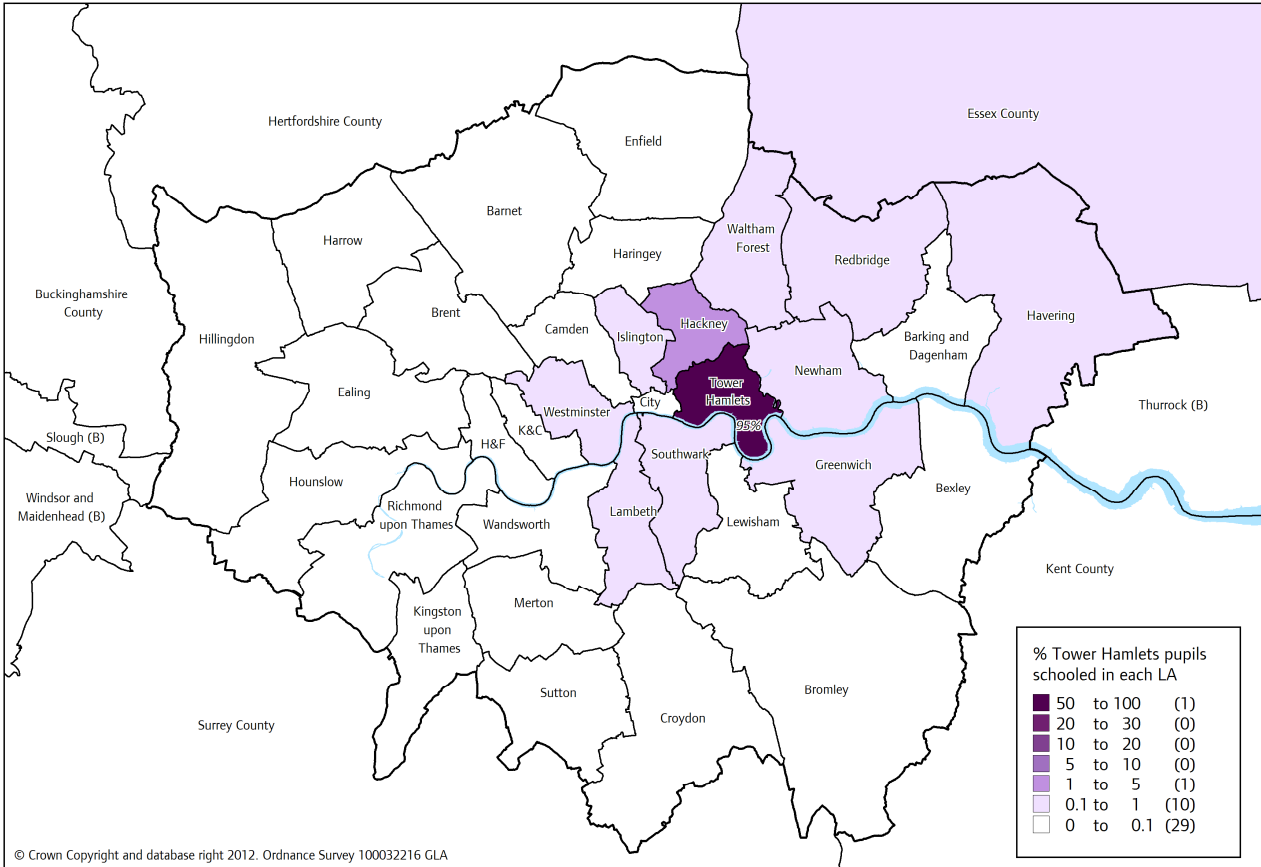 Hertfordshire County
Essex County
Enfield
Barnet
Waltham
Forest
Harrow
Haringey
Redbridge
Buckinghamshire
County
Brent
Camden
Hackney
Islington
Havering
Hillingdon
Barking and
Dagenham
Newham
Ealing
Tower
Hamlets
Westminster
City
Thurrock (B)
K&C
95%
Slough (B)
H&F
Southwark
Greenwich
Hounslow
Bexley
Windsor and
Maidenhead (B)
Richmond
upon Thames
Lambeth
Wandsworth
Lewisham
Kent County
Merton
Kingston
upon
Thames
Sutton
Bromley
Croydon
Surrey County
% Tower Hamlets pupils
schooled in each LA
50 to 100 (1)
20 to 30 (0)
10 to 20 (0)
5 to 10 (0)
1 to 5 (1)
0.1 to 1 (10)
0 to 0.1 (29)
© Crown Copyright and database right 2012. Ordnance Survey 100032216 GLA